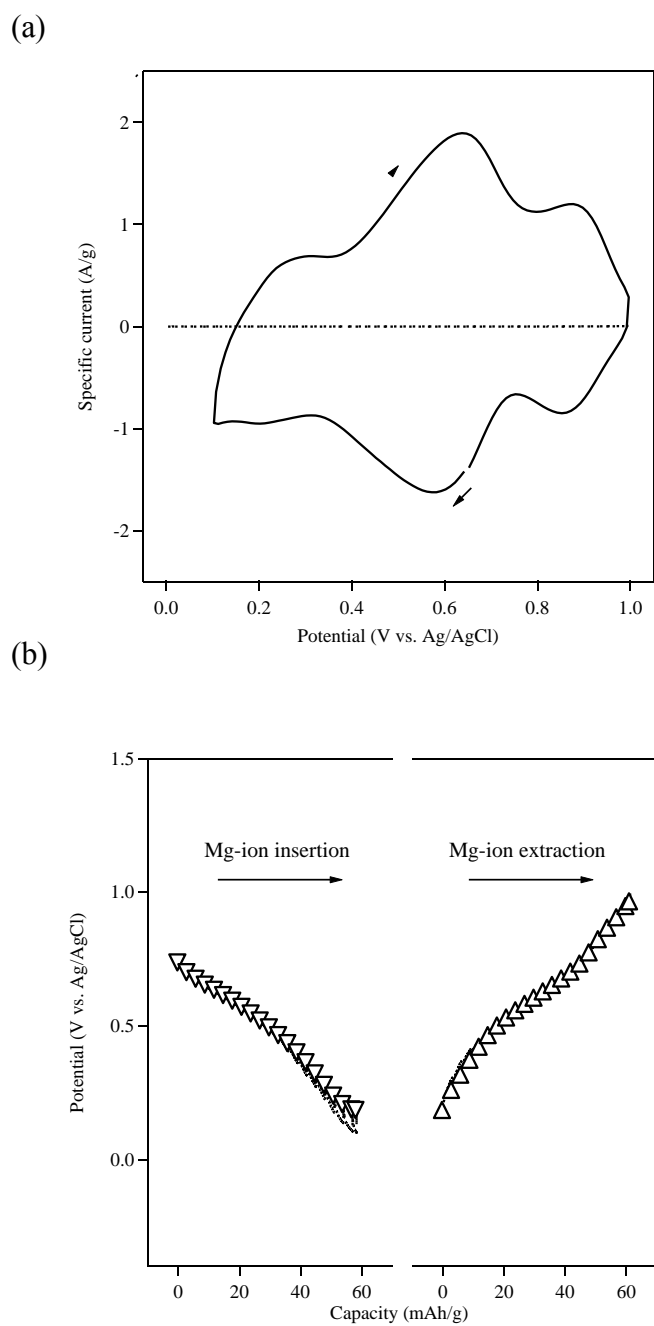 (a)
2
1
0
-1
-2
Specific current (A/g)
0.0 0.2 0.4 0.6 0.8 1.0
Potential (V vs. Ag/AgCl)
(b)
1.5
1.0
0.5
0.0
Potential (V vs. Ag/AgCl)
Mg-ion insertion Mg-ion extraction
0 20 40 60 0 20 40 60
Capacity (mAh/g)